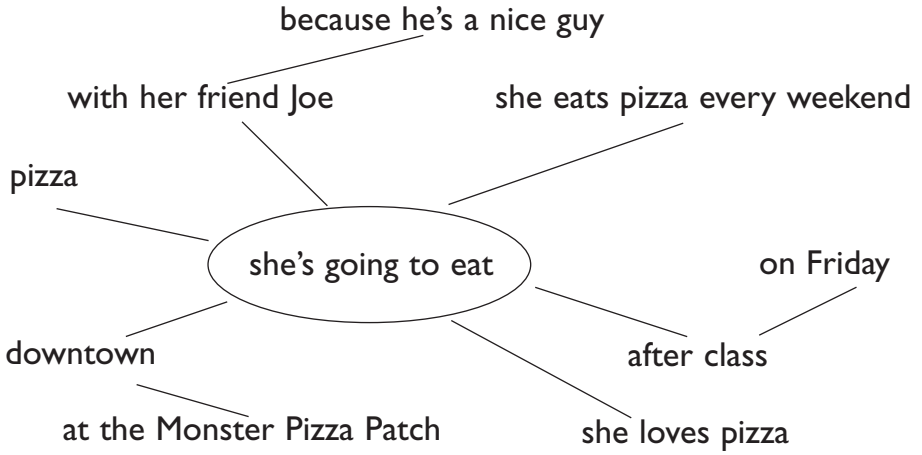 because he's a nice guy
with her friend Joe
she eats pizza every weekend
pizza
she's going to eat
on Friday
downtown
after class
at the Monster Pizza Patch
she loves pizza